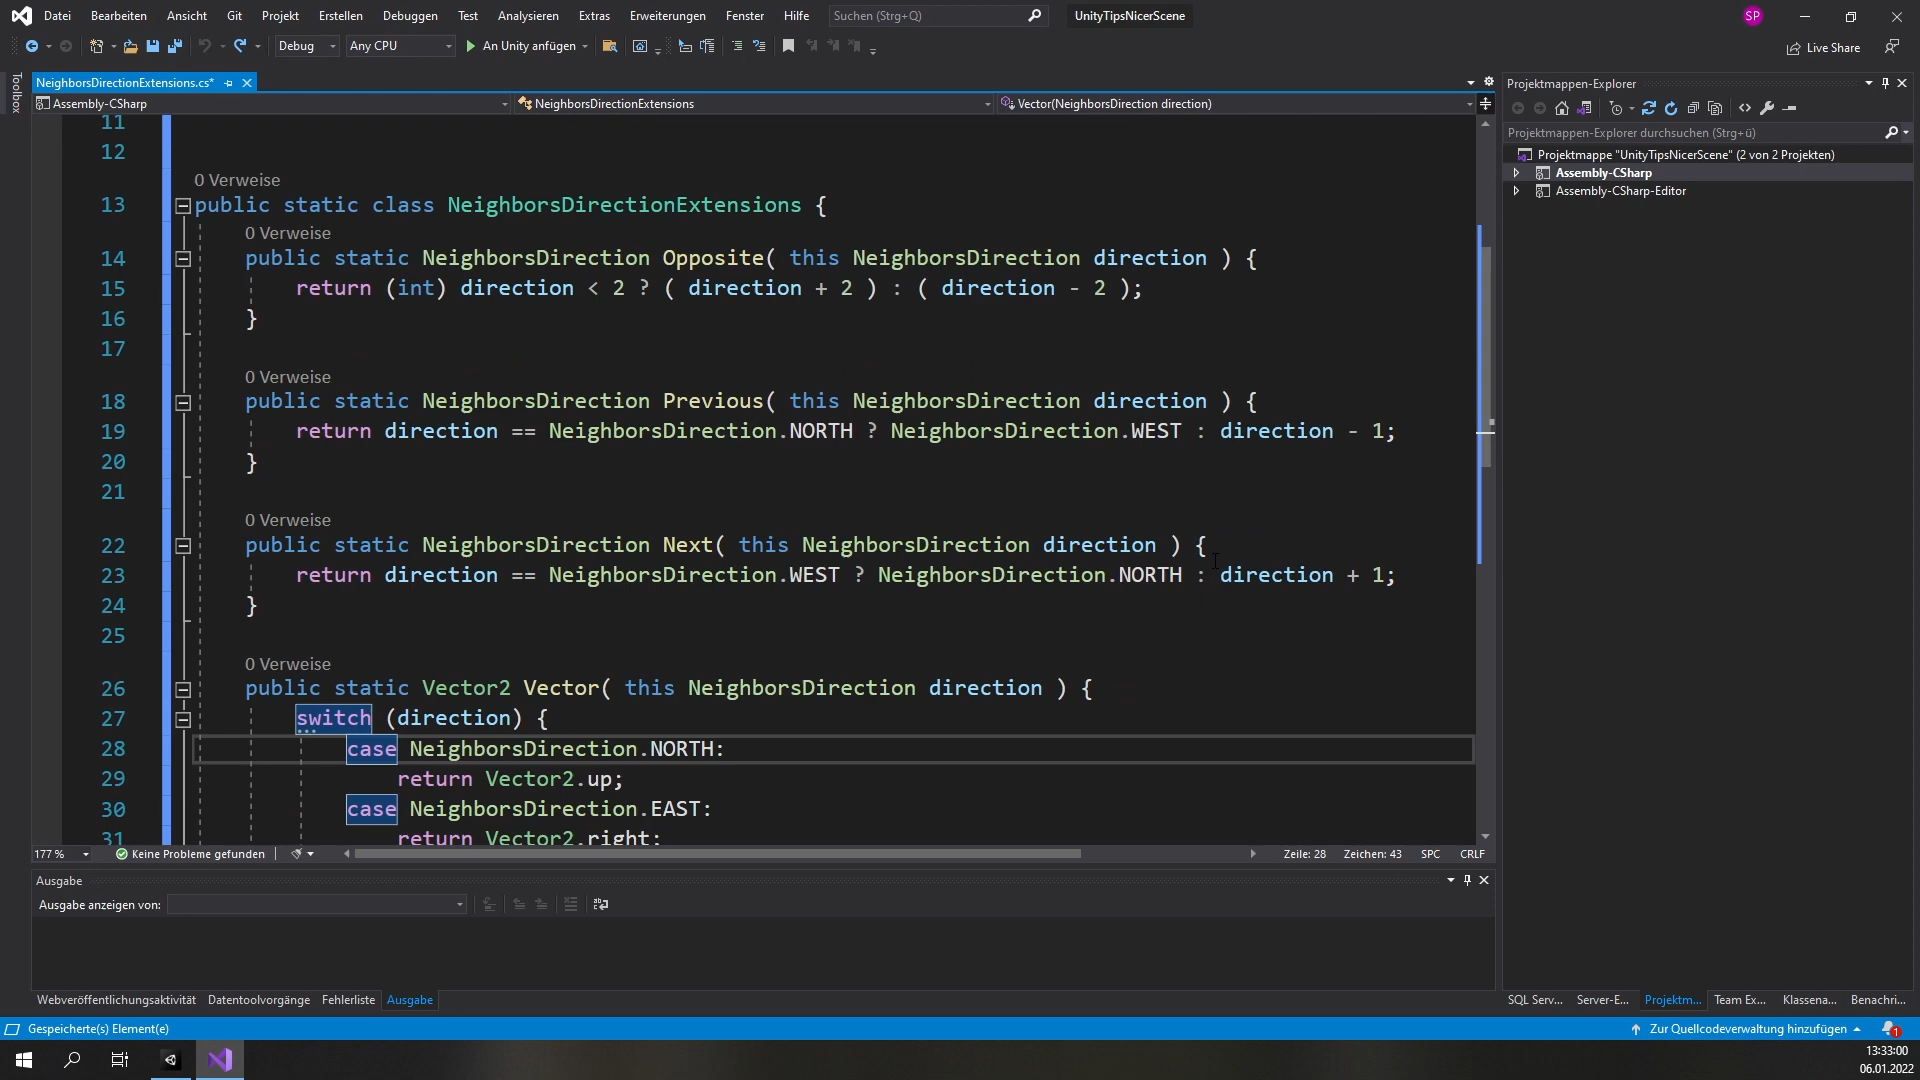 Datei Bearbeiten Ansicht Git Projekt Erstellen Debuggen Test Analysieren Extras Erweiterungen Fenster Hilfe Suchen (Strg+Q) UnityTipsNicerScene SP
Debug Any CPU An Unity anfügen Live Share
Toolbox
NeighborsDirectionExtensions.cs*
Assembly-CSharp NeighborsDirectionExtensions Vector(NeighborsDirection direction)
11
12
0 Verweise
13 public static class NeighborsDirectionExtensions {
0 Verweise
14 public static NeighborsDirection Opposite( this NeighborsDirection direction ) {
15 return (int) direction < 2 ? ( direction + 2 ) : ( direction - 2 );
16 }
17
0 Verweise
18 public static NeighborsDirection Previous( this NeighborsDirection direction ) {
19 return direction == NeighborsDirection.NORTH ? NeighborsDirection.WEST : direction - 1;
20 }
21
0 Verweise
22 public static NeighborsDirection Next( this NeighborsDirection direction ) {
23 return direction == NeighborsDirection.WEST ? NeighborsDirection.NORTH : direction + 1;
24 }
25
0 Verweise
26 public static Vector2 Vector( this NeighborsDirection direction ) {
27 switch (direction) {
28 case NeighborsDirection.NORTH:
29 return Vector2.up;
30 case NeighborsDirection.EAST:
31 return Vector2.right;
177 % Keine Probleme gefunden Zeile: 28 Zeichen: 43 SPC CRLF
Ausgabe
Ausgabe anzeigen von:
Webveröffentlichungsaktivität Datentoolvorgänge Fehlerliste Ausgabe
Projektmappen-Explorer
Projektmappen-Explorer durchsuchen (Strg+ü)
Projektmappe "UnityTipsNicerScene" (2 von 2 Projekten)
Assembly-CSharp
Assembly-CSharp-Editor
SQL Serv... Server-E... Projektm... Team Ex... Klassena... Benachri...
Gespeicherte(s) Element(e) Zur Quellcodeverwaltung hinzufügen 1
13:33:00
06.01.2022